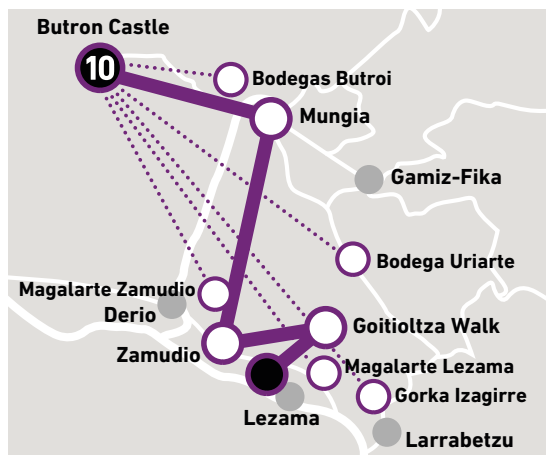 Butron Castle
10
Bodegas Butroi
Mungia
Gamiz-Fika
Bodega Uriarte
Magalarte Zamudio
Derio
Goitioltza Walk
Zamudio
Magalarte Lezama
Gorka Izagirre
Lezama
Larrabetzu